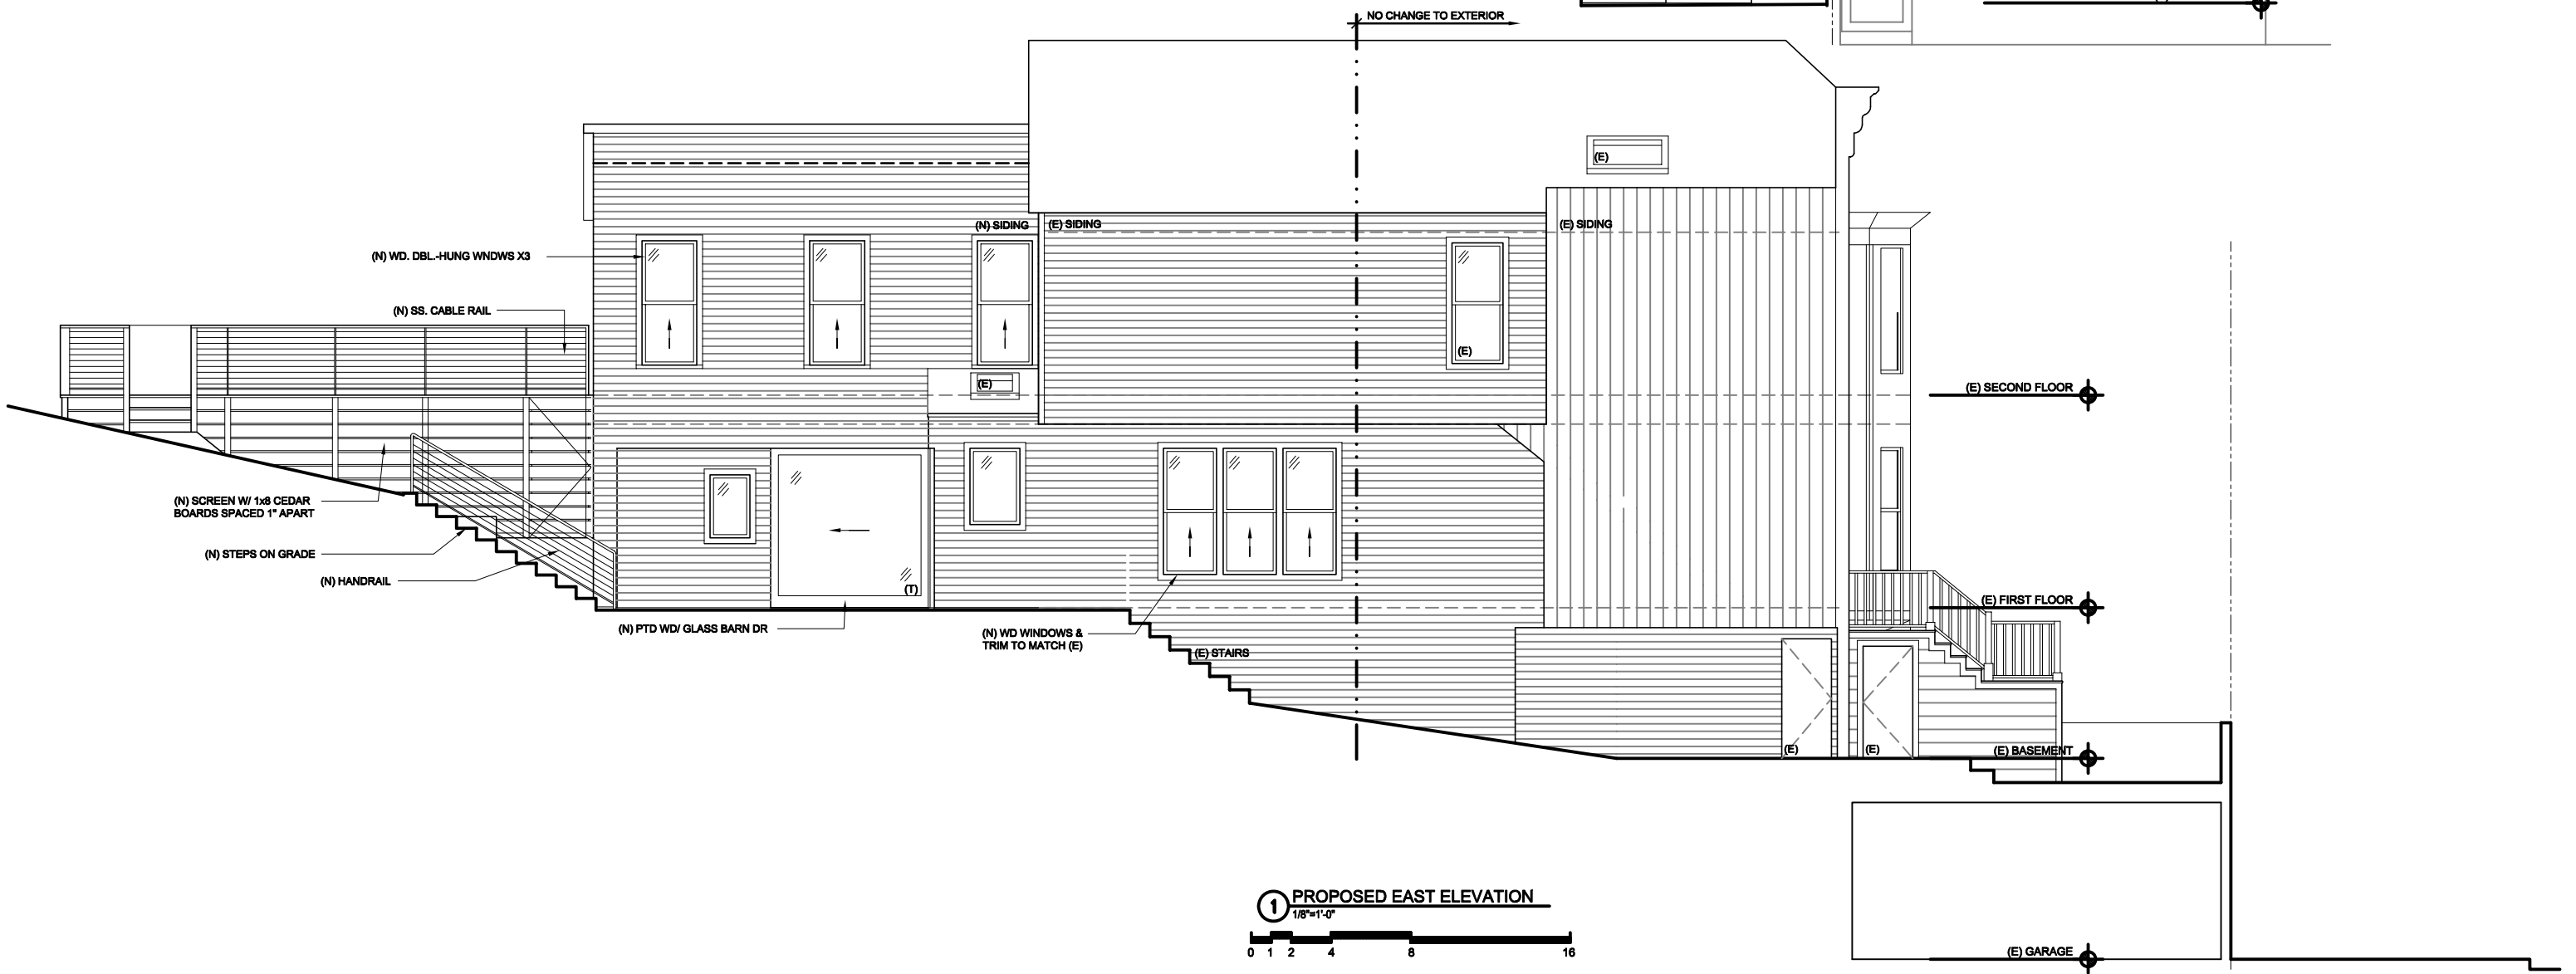 NO CHANGE TO EXTERIOR
(E)
(N) SIDING
(E) SIDING
(E) SIDING
(N) WD. DBL.-HUNG WNDWS X3
(N) SS. CABLE RAIL
(E)
(E)
(E) SECOND FLOOR
(N) SCREEN W/ 1x8 CEDAR
BOARDS SPACED 1" APART
(N) STEPS ON GRADE
(N) HANDRAIL
(T)
(E) FIRST FLOOR
(N) PTD WD/ GLASS BARN DR
(N) WD WINDOWS &
TRIM TO MATCH (E)
(E) STAIRS
(E)
(E)
(E) BASEMENT
1 PROPOSED EAST ELEVATION
1/8"=1'-0"
0 1 2 4 8 16
(E) GARAGE